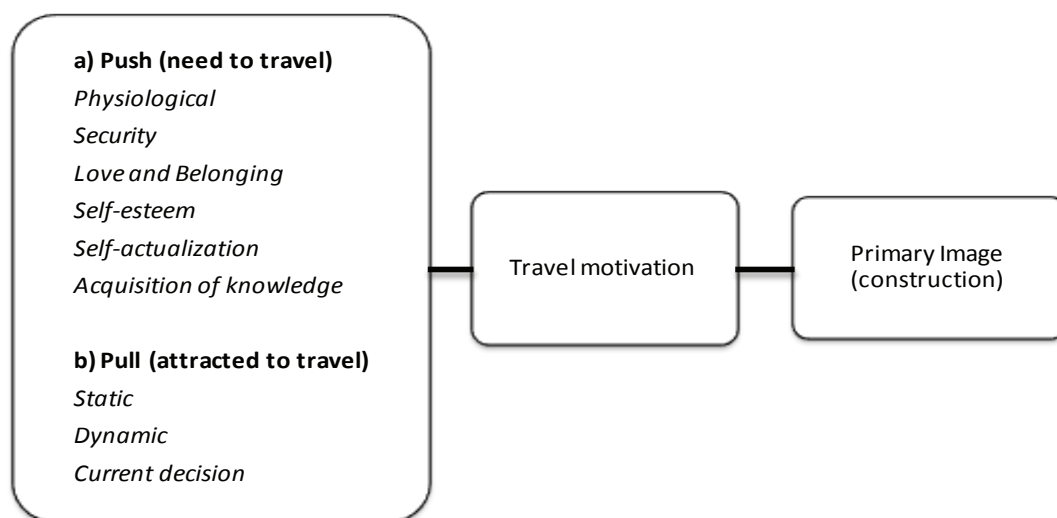 a) Push (need to travel)
Physiological
Security
Love and Belonging
Self-esteem
Self-actualization
Acquisition of knowledge
b) Pull (attracted to travel)
Static
Dynamic
Current decision
Travel motivation
Primary Image
(construction)